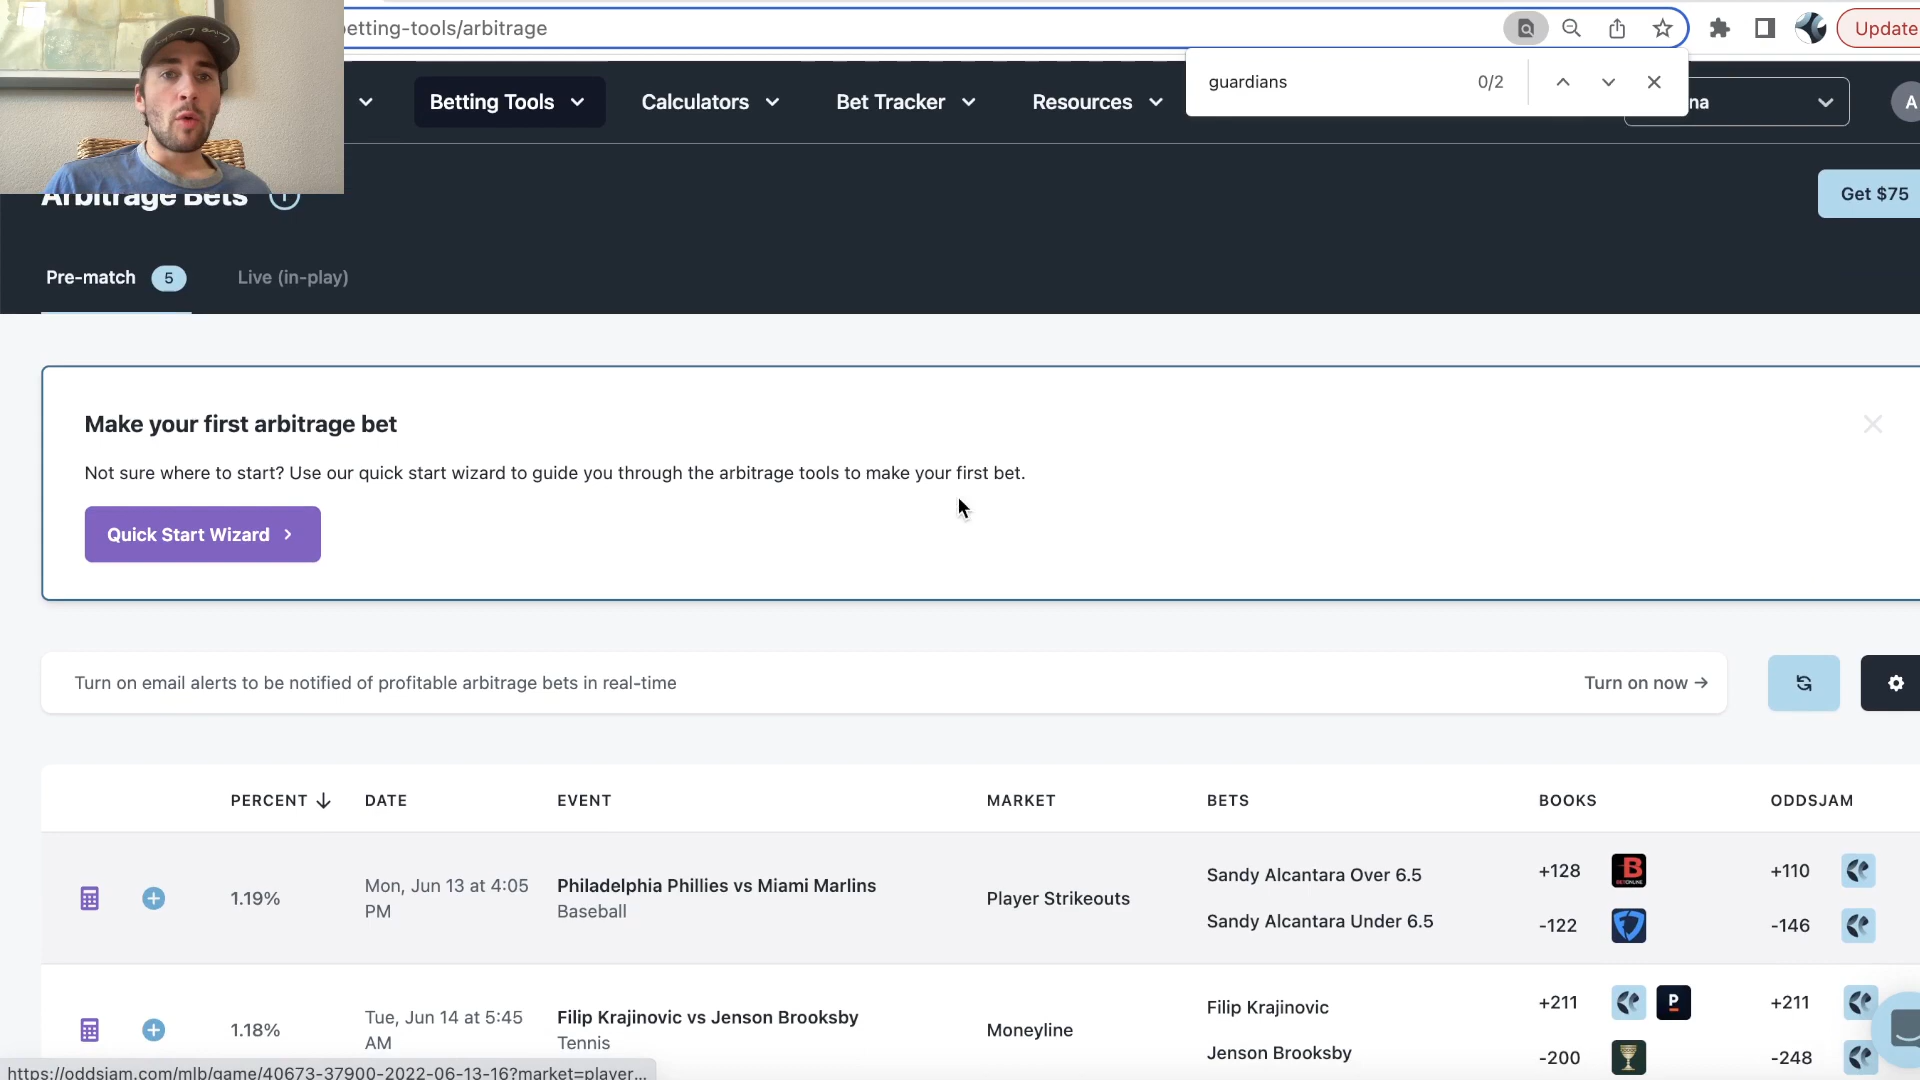 betting-tools/arbitrage
Update
guardians 0/2
Betting Tools Calculators Bet Tracker Resources na A
Arbitrage Bets
Get $75
Pre-match 5 Live (in-play)
Make your first arbitrage bet
Not sure where to start? Use our quick start wizard to guide you through the arbitrage tools to make your first bet.
Quick Start Wizard
Turn on email alerts to be notified of profitable arbitrage bets in real-time Turn on now →
PERCENT ↓ DATE EVENT MARKET BETS BOOKS ODDSJAM
1.19% Mon, Jun 13 at 4:05 PM Philadelphia Phillies vs Miami Marlins Player Strikeouts Sandy Alcantara Over 6.5 +128 B BETONLINE +110
Baseball Sandy Alcantara Under 6.5 -122 -146
1.18% Tue, Jun 14 at 5:45 AM Filip Krajinovic vs Jenson Brooksby Moneyline Filip Krajinovic +211 P +211
Tennis Jenson Brooksby -200 -248
https://oddsjam.com/mlb/game/40673-37900-2022-06-13-16?market=player...